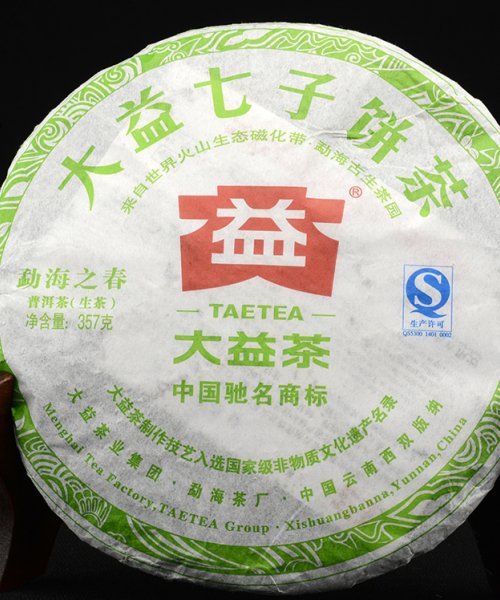 大益七子饼茶
来自世界火山生态磁化带·勐海古生茶园
益
®
TAETEA
大益茶
中国驰名商标
勐海之春
普洱茶(生茶)
净含量:357克
QS
生产许可
QS5300 1401 0002
大益茶制作技艺入选国家级非物质文化遗产名录
大益茶业集团·勐海茶厂·中国云南西双版纳
Menghai Tea Factory, TAETEA Group·Xishuangbanna, Yunnan, China